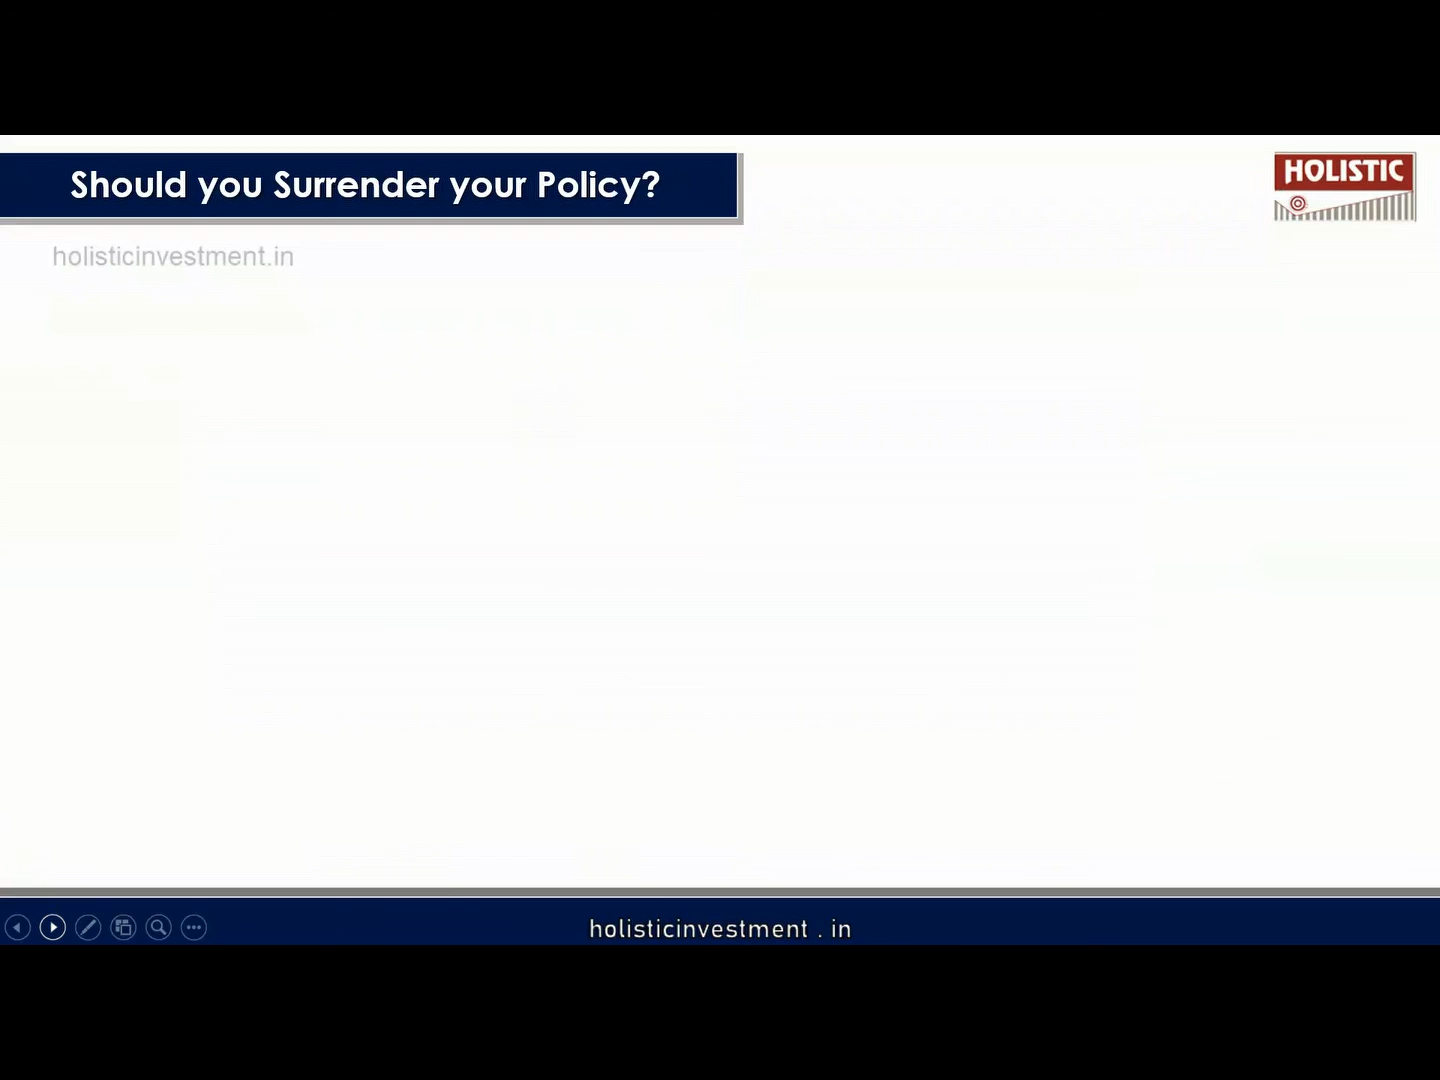 Should you Surrender your Policy?
HOLISTIC
holisticinvestment.in
holisticinvestment . in